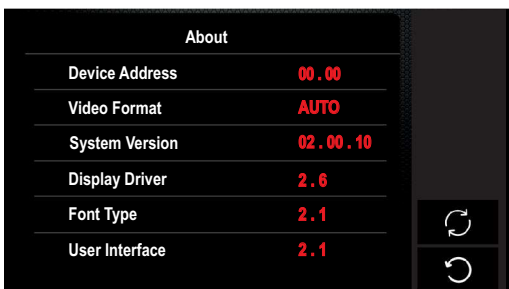 About
Device Address 00.00
Video Format AUTO
System Version 02.00.10
Display Driver 2.6
Font Type 2.1
User Interface 2.1